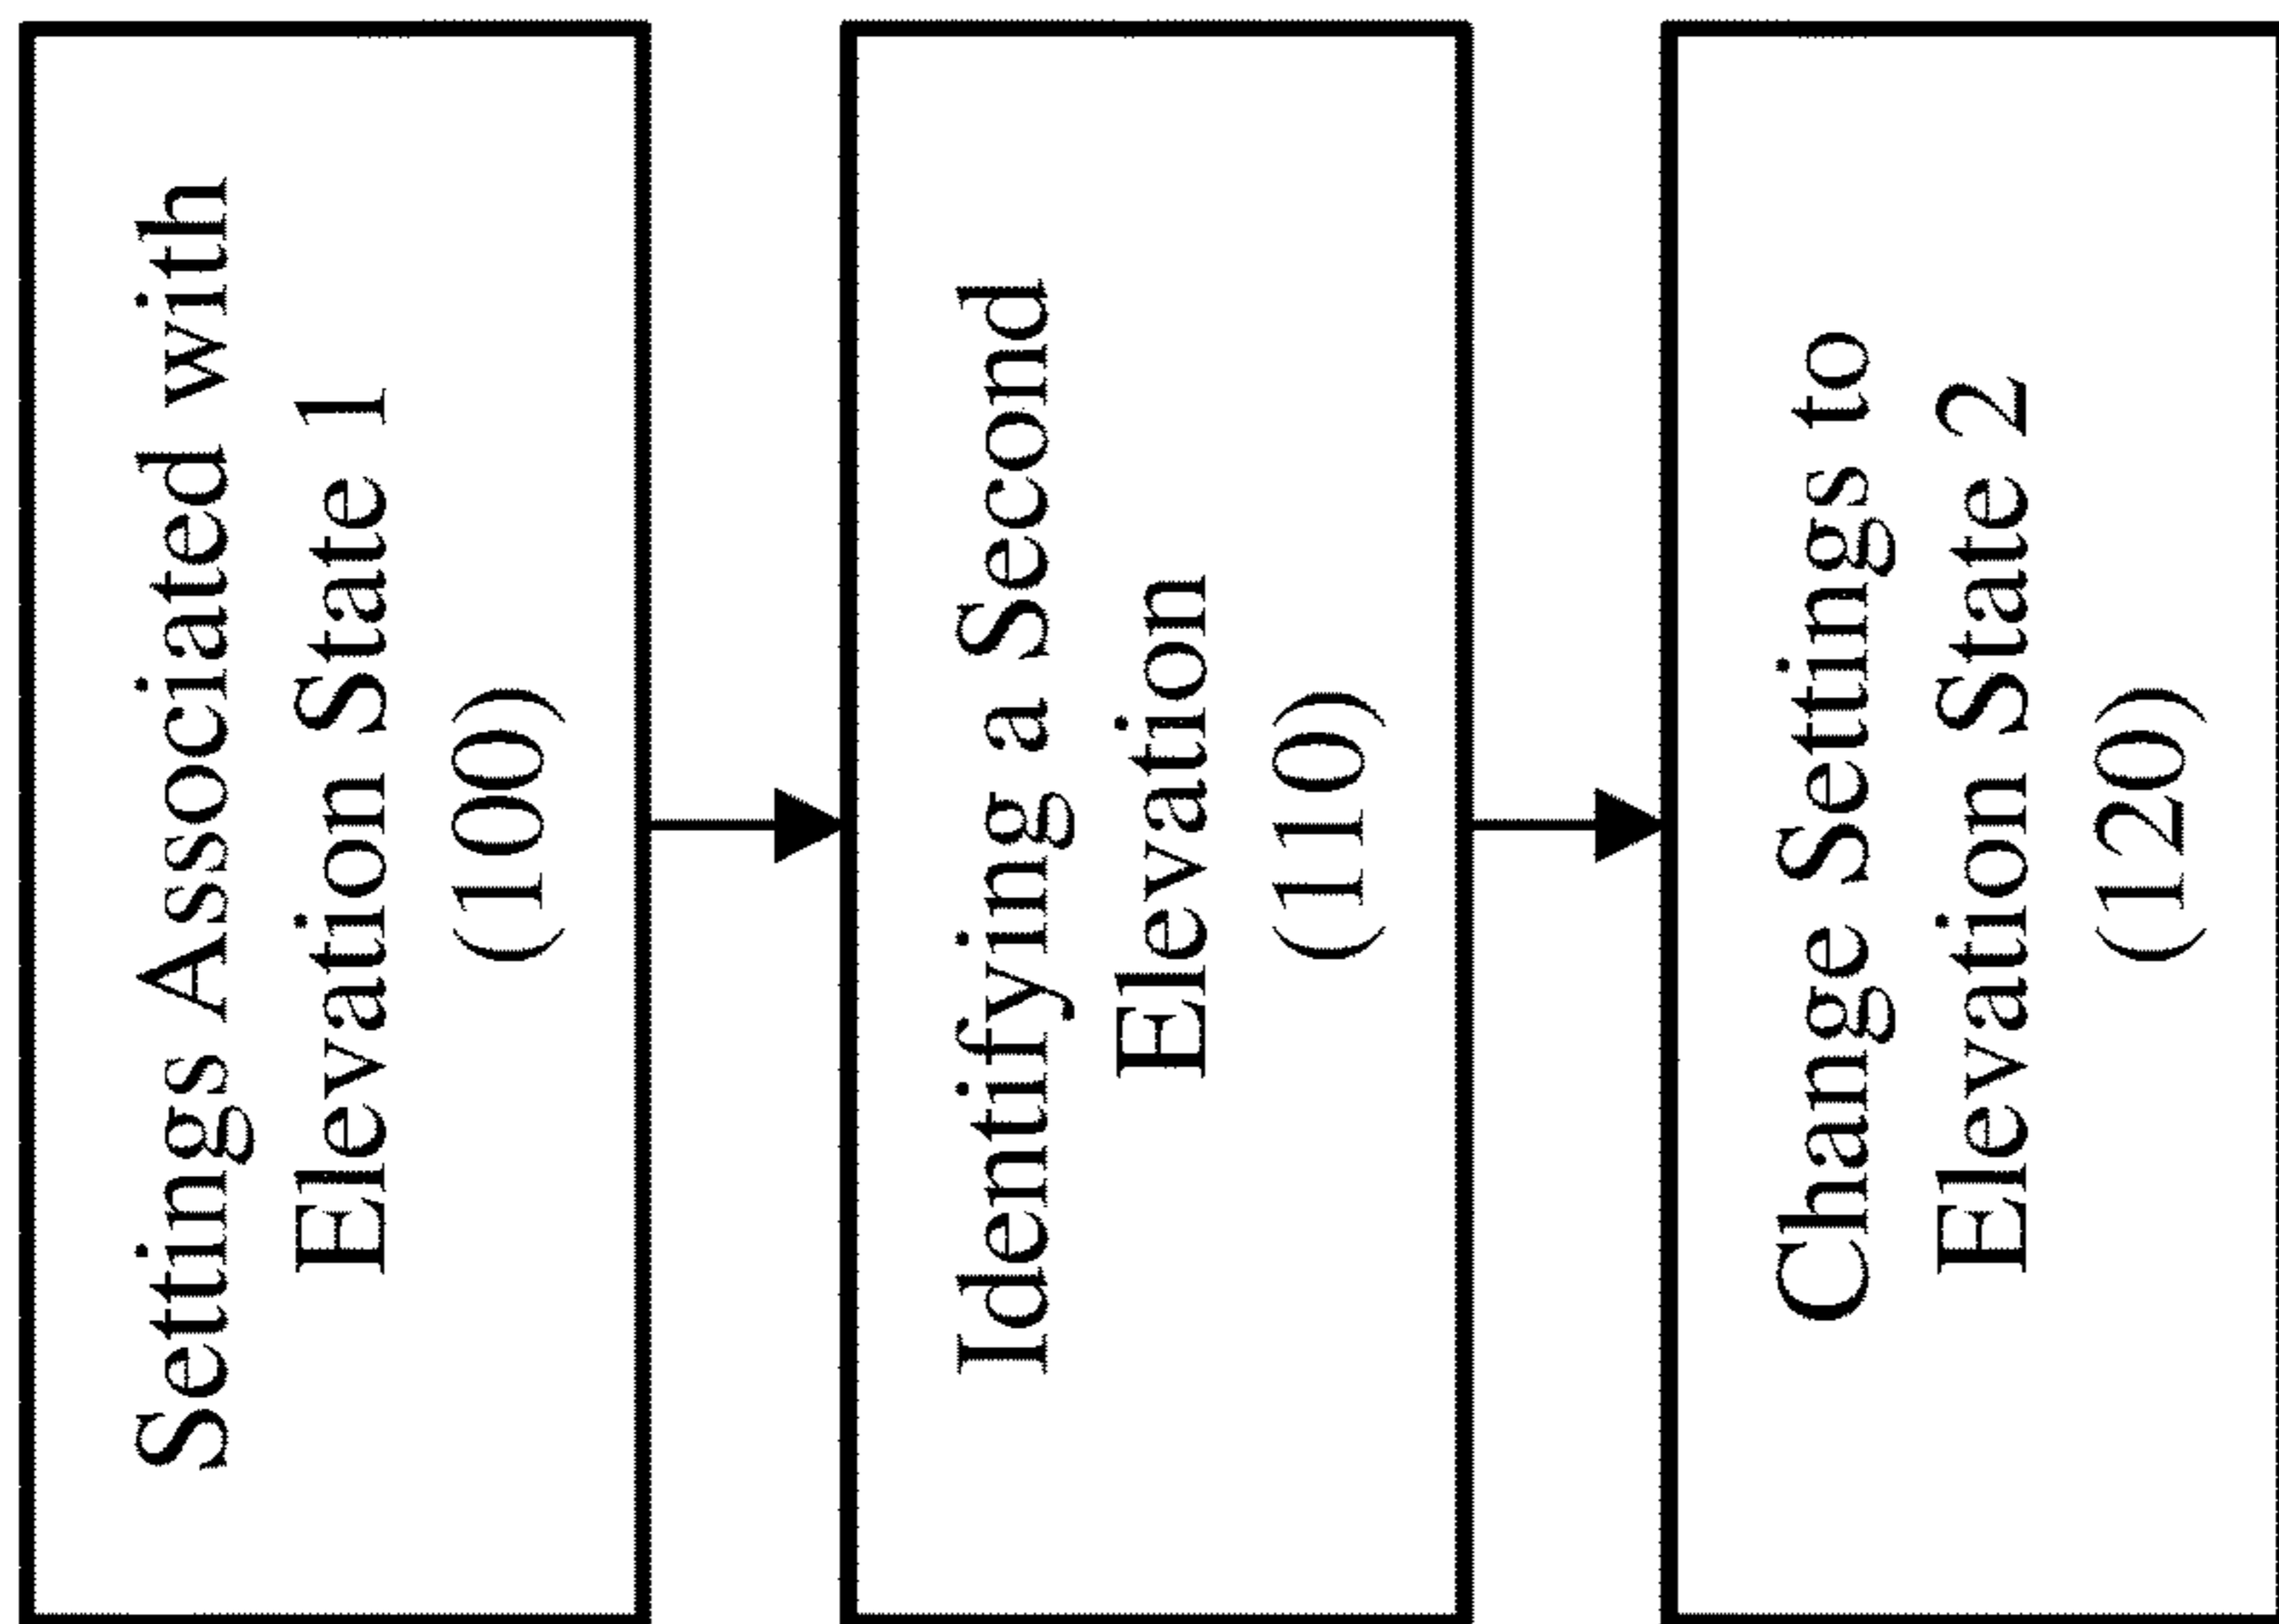 Settings Associated with
Elevation State 1
(100)
Identifying a Second
Elevation
(110)
Change Settings to
Elevation State 2
(120)